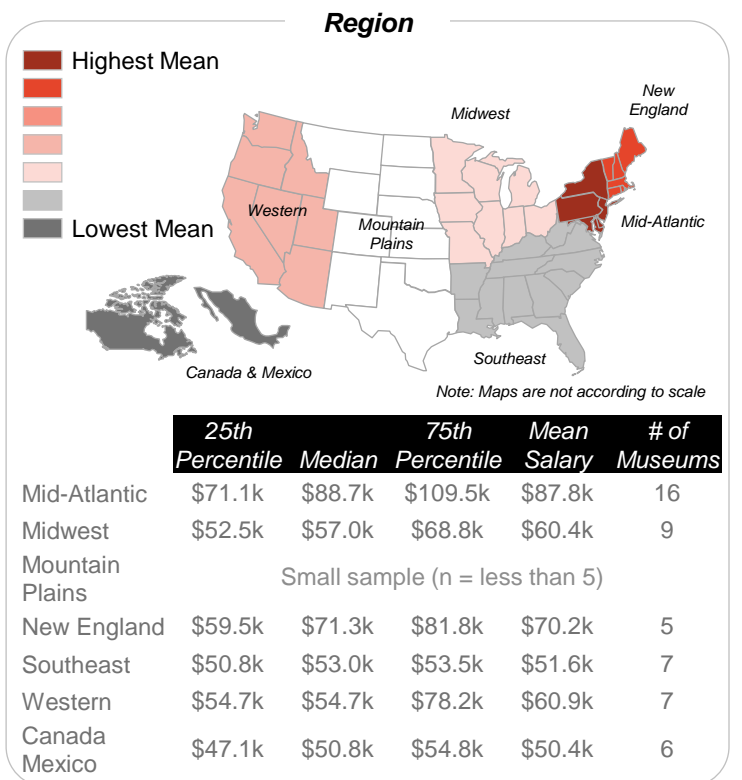 Region
Highest Mean
Lowest Mean
New
England
Midwest
Western
Mountain
Plains
Mid-Atlantic
Canada & Mexico
Southeast
Note: Maps are not according to scale
25th Percentile Median 75th Percentile Mean Salary # of Museums
Mid-Atlantic $71.1k $88.7k $109.5k $87.8k 16
Midwest $52.5k $57.0k $68.8k $60.4k 9
Mountain
Plains Small sample (n = less than 5)
New England $59.5k $71.3k $81.8k $70.2k 5
Southeast $50.8k $53.0k $53.5k $51.6k 7
Western $54.7k $54.7k $78.2k $60.9k 7
Canada
Mexico $47.1k $50.8k $54.8k $50.4k 6